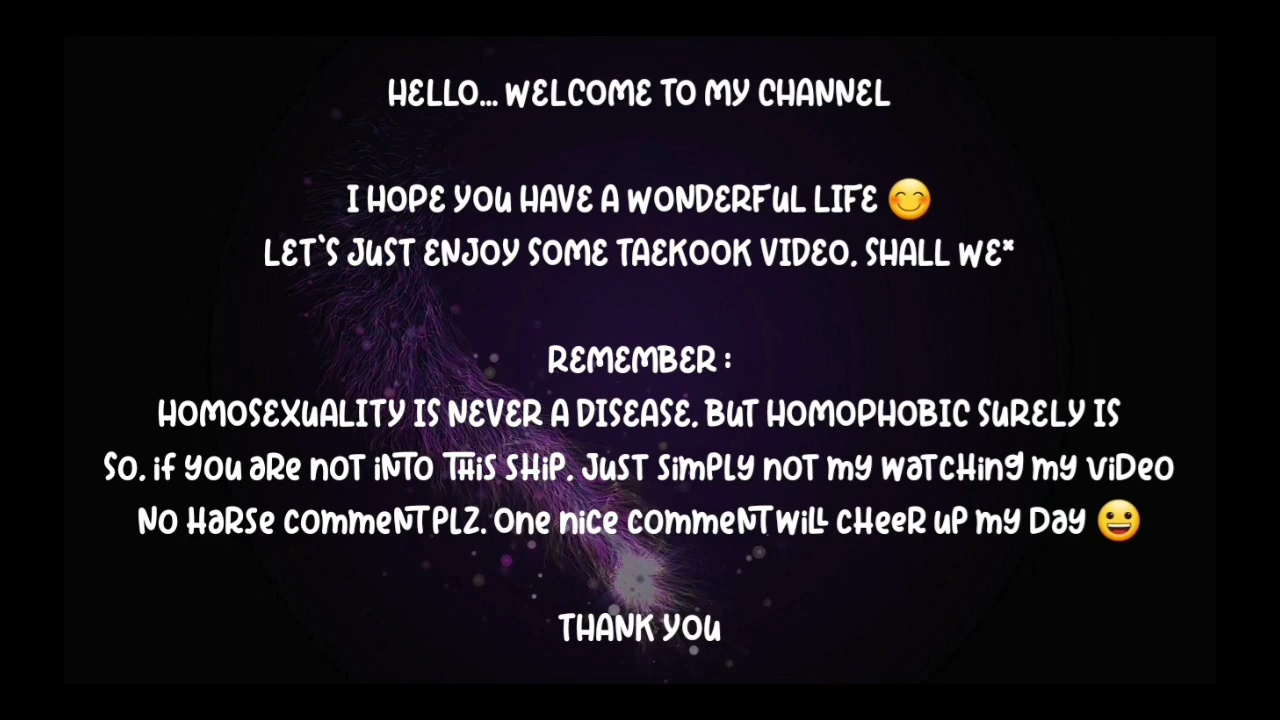 HELLO... WELCOME TO MY CHANNEL
I HOPE YOU HAVE A WONDERFUL LIFE 😊
LET`S JUST ENJOY SOME TAEKOOK VIDEO, SHALL WE*
REMEMBER :
HOMOSEXUALITY IS NEVER A DISEASE, BUT HOMOPHOBIC SURELY IS
So, if you are not into this ship, just simply not my watching my video
No harse comment plz. One nice comment will cheer up my day 😀
THANK YOU